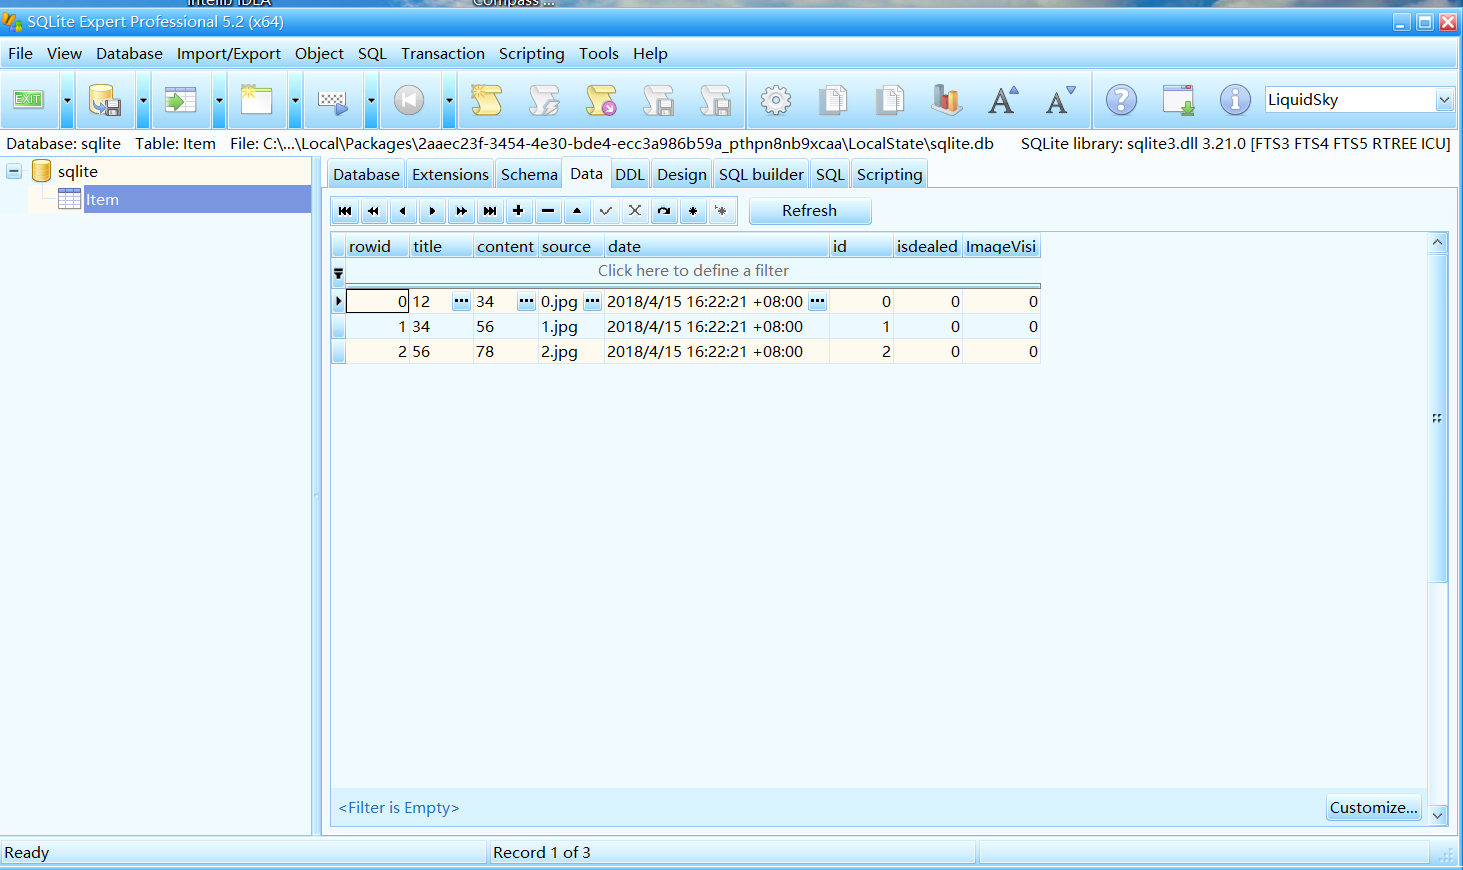 Intellij IDEA Compass ...
SQLite Expert Professional 5.2 (x64)
File View Database Import/Export Object SQL Transaction Scripting Tools Help
EXIT LiquidSky
Database: sqlite Table: Item File: C:\...\Local\Packages\2aaec23f-3454-4e30-bde4-ecc3a986b59a_pthpn8nb9xcaa\LocalState\sqlite.db SQLite library: sqlite3.dll 3.21.0 [FTS3 FTS4 FTS5 RTREE ICU]
sqlite
Item
Database Extensions Schema Data DDL Design SQL builder SQL Scripting
Refresh
rowid title content source date id isdealed ImageVisi
Click here to define a filter
0 12 ... 34 ... 0.jpg ... 2018/4/15 16:22:21 +08:00 ... 0 0 0
1 34 56 1.jpg 2018/4/15 16:22:21 +08:00 1 0 0
2 56 78 2.jpg 2018/4/15 16:22:21 +08:00 2 0 0
<Filter is Empty> Customize...
Ready Record 1 of 3